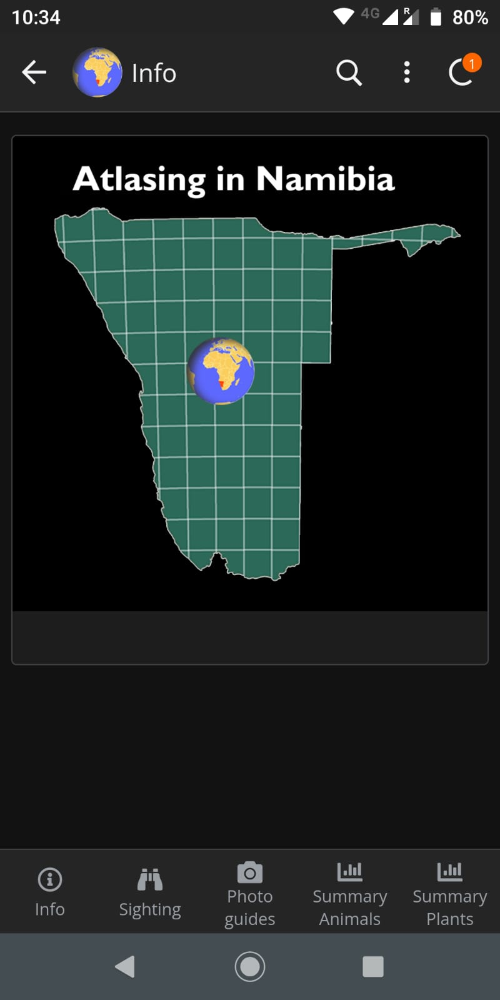 10:34
4G
R
80%
Info
1
Atlasing in Namibia
Info
Sighting
Photo
guides
Summary
Animals
Summary
Plants